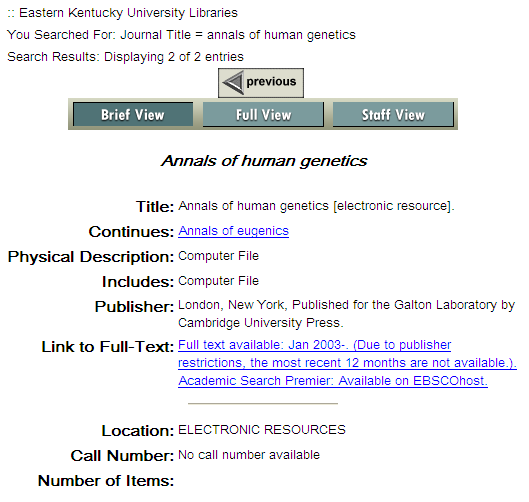 :: Eastern Kentucky University Libraries
You Searched For: Journal Title = annals of human genetics
Search Results: Displaying 2 of 2 entries
previous
Brief View Full View Staff View
Annals of human genetics
Title: Annals of human genetics [electronic resource].
Continues: Annals of eugenics
Physical Description: Computer File
Includes: Computer File
Publisher: London, New York, Published for the Galton Laboratory by
Cambridge University Press.
Link to Full-Text: Full text available: Jan 2003-. (Due to publisher
restrictions, the most recent 12 months are not available.).
Academic Search Premier; Available on EBSCOhost.
Location: ELECTRONIC RESOURCES
Call Number: No call number available
Number of Items: